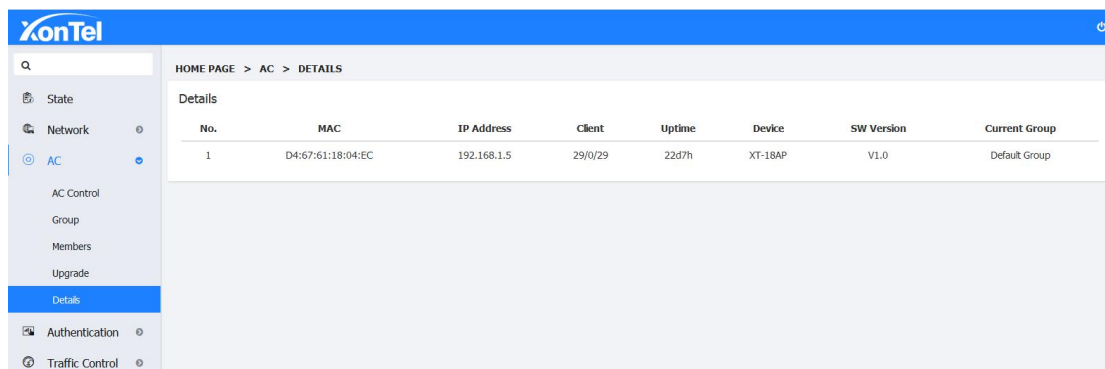 XonTel
HOME PAGE > AC > DETAILS
State
Network
AC
AC Control
Group
Members
Upgrade
Details
Authentication
Traffic Control
Details
No. MAC IP Address Client Uptime Device SW Version Current Group
1 D4:67:61:18:04:EC 192.168.1.5 29/0/29 22d7h XT-18AP V1.0 Default Group